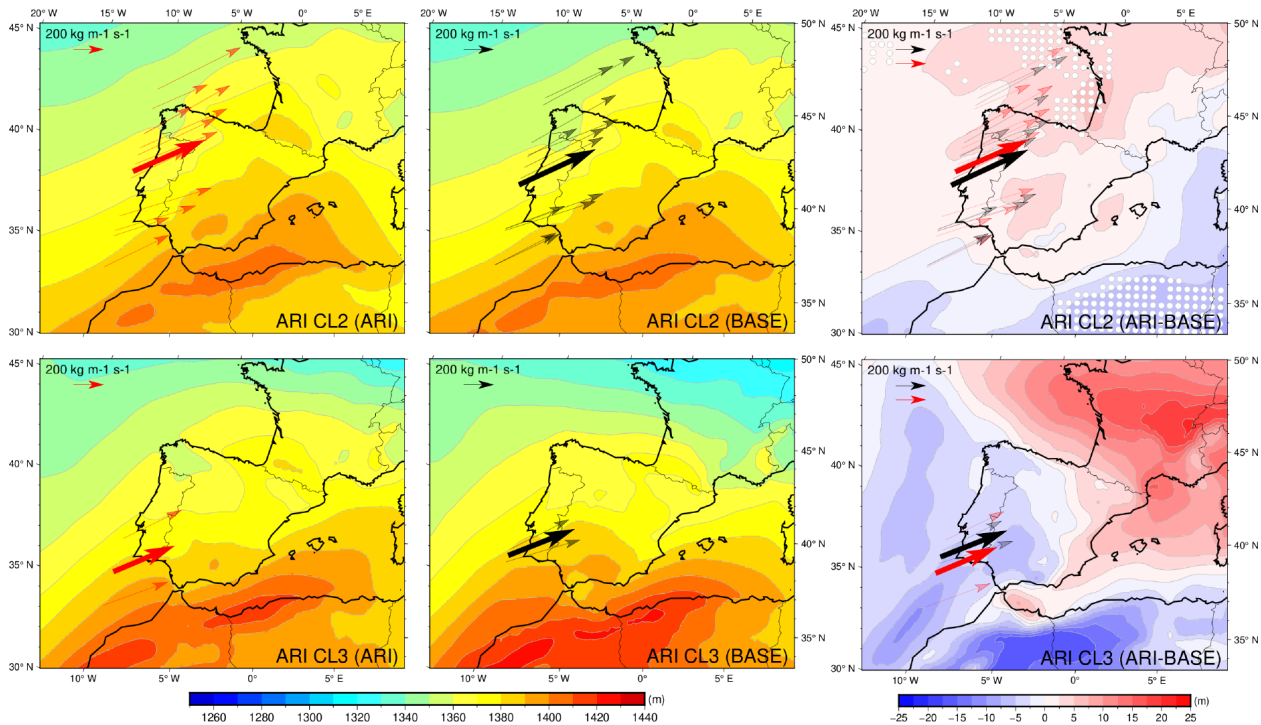 20°W 15°W 10°W 5°W 0° 5°E 20°W 15°W 10°W 5°W 0° 5°E 20°W 15°W 10°W 5°W 0° 5°E
45°N 200 kg m-1 s-1 200 kg m-1 s-1 50°N 45°N 200 kg m-1 s-1 50°N
40°N 45°N 40°N 45°N
35°N 40°N 35°N 40°N
35°N 35°N
30°N ARI CL2 (ARI) ARI CL2 (BASE) 30°N ARI CL2 (ARI-BASE)
45°N 200 kg m-1 s-1 200 kg m-1 s-1 50°N 45°N 200 kg m-1 s-1 50°N
40°N 45°N 40°N 45°N
35°N 40°N 35°N 40°N
35°N 35°N
30°N ARI CL3 (ARI) ARI CL3 (BASE) 30°N ARI CL3 (ARI-BASE)
10°W 5°W 0° 5°E 10°W 5°W 0° 5°E 10°W 5°W 0° 5°E
(m) (m)
1260 1280 1300 1320 1340 1360 1380 1400 1420 1440 −25 −20 −15 −10 −5 0 5 10 15 20 25